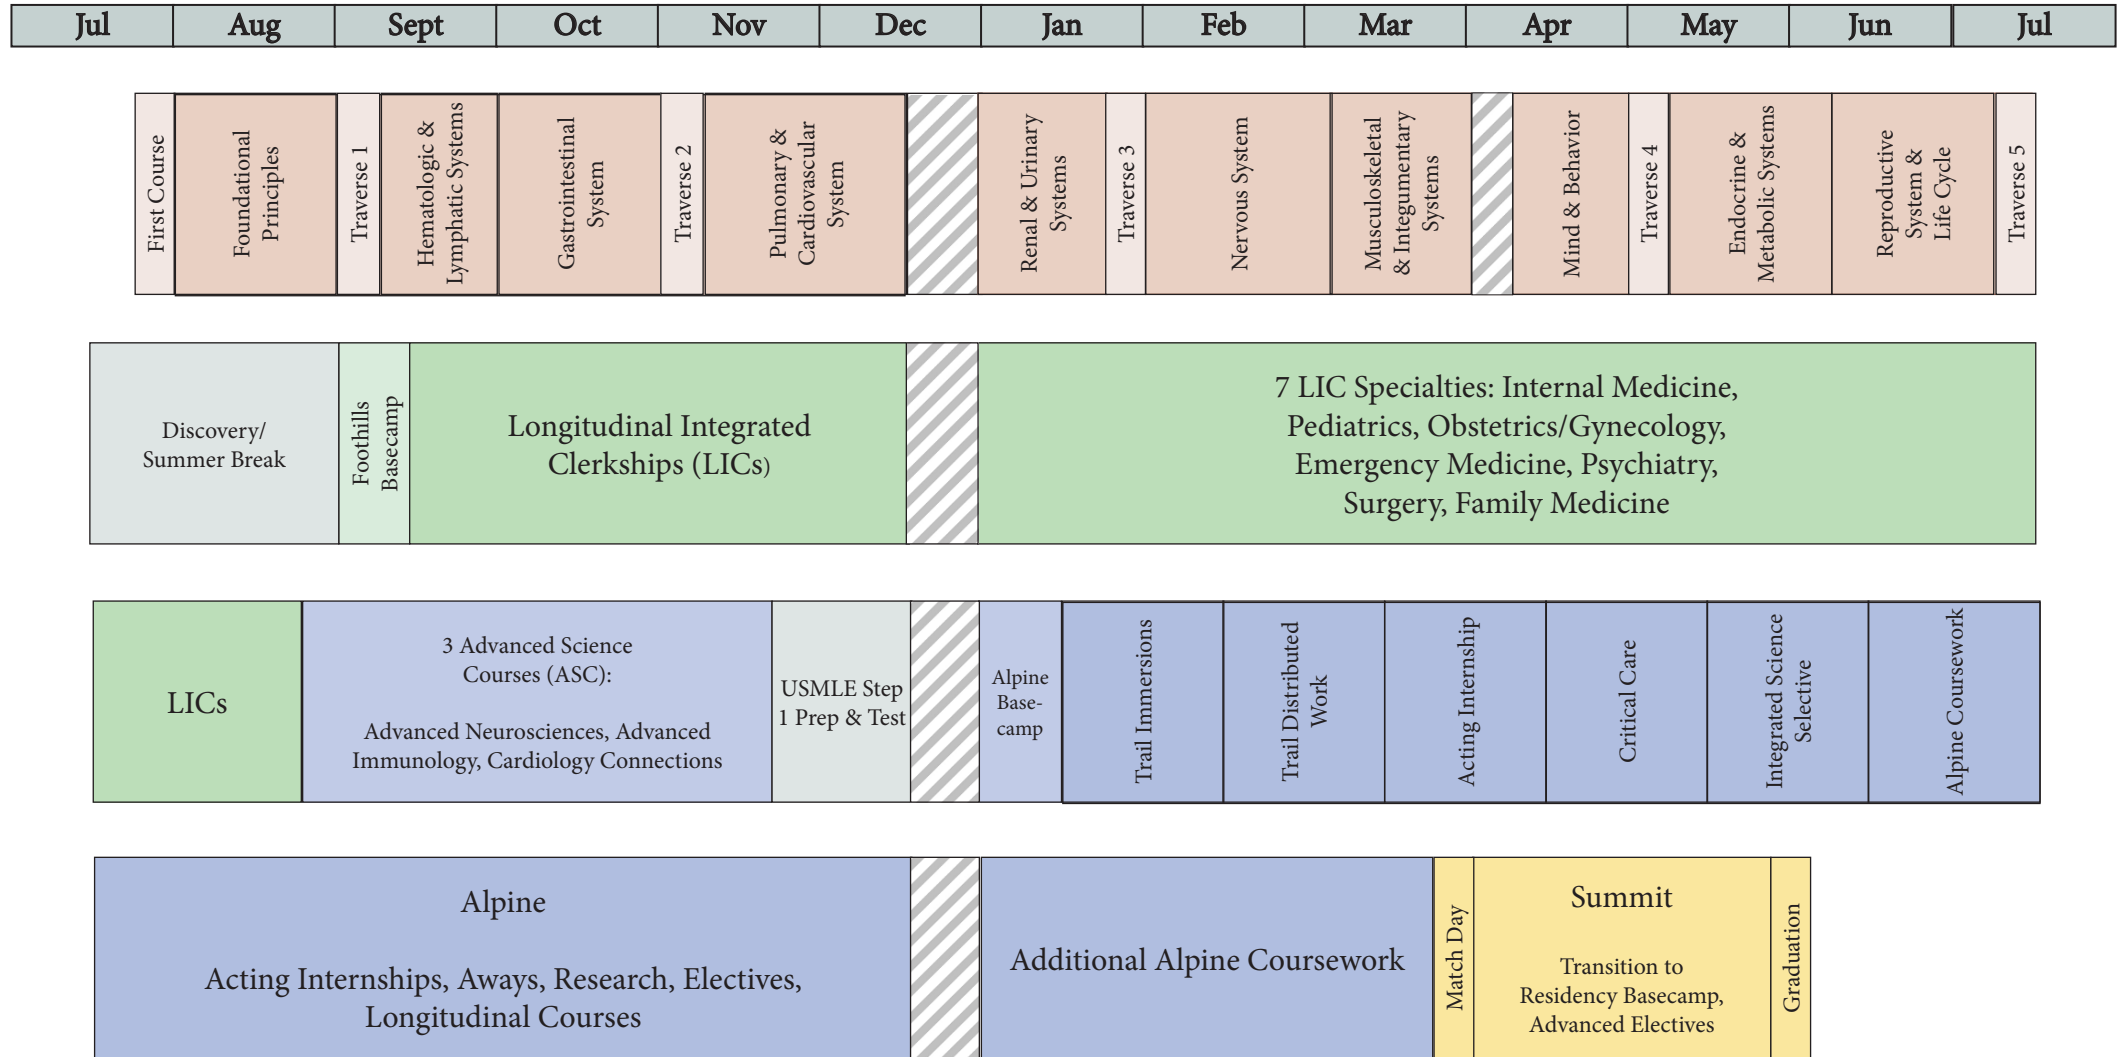 Jul
Aug
Sept
Oct
Nov
Dec
Jan
Feb
Mar
Apr
May
Jun
Jul
First Course
Foundational
Principles
Traverse 1
Hematologic &
Lymphatic Systems
Gastrointestinal
System
Traverse 2
Pulmonary &
Cardiovascular
System
Renal & Urinary
Systems
Traverse 3
Nervous System
Musculoskeletal
& Integumentary
Systems
Mind & Behavior
Traverse 4
Endocrine &
Metabolic Systems
Reproductive
System &
Life Cycle
Traverse 5
Discovery/
Summer Break
Foothills
Basecamp
Longitudinal Integrated
Clerkships (LICs)
7 LIC Specialties: Internal Medicine,
Pediatrics, Obstetrics/Gynecology,
Emergency Medicine, Psychiatry,
Surgery, Family Medicine
LICs
3 Advanced Science
Courses (ASC):
Advanced Neurosciences, Advanced
Immunology, Cardiology Connections
USMLE Step
1 Prep & Test
Alpine
Base-
camp
Trail Immersions
Trail Distributed
Work
Acting Internship
Critical Care
Integrated Science
Selective
Alpine Coursework
Alpine
Acting Internships, Aways, Research, Electives,
Longitudinal Courses
Additional Alpine Coursework
Match Day
Summit
Transition to
Residency Basecamp,
Advanced Electives
Graduation